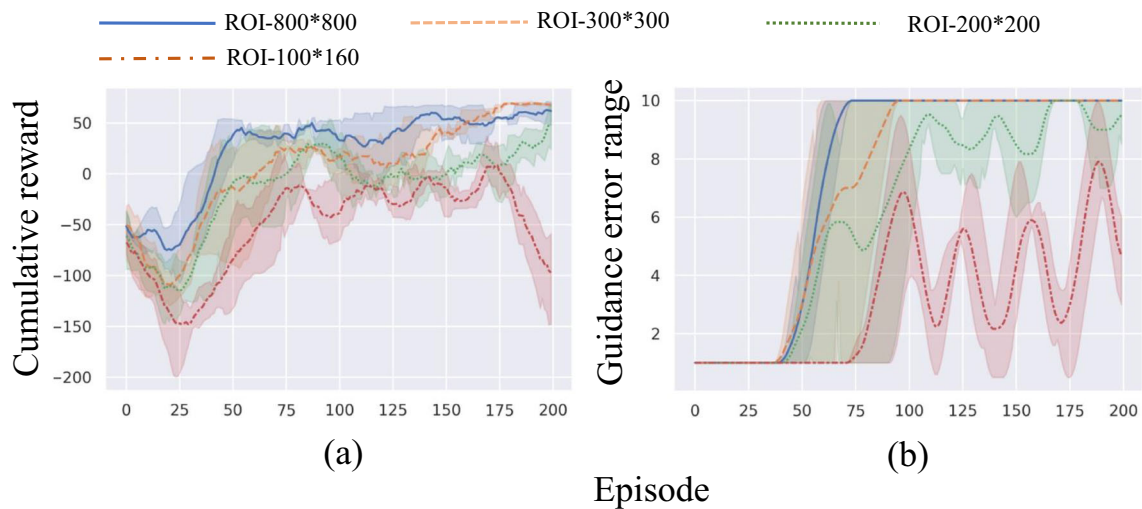 ROI-800*800 ROI-300*300 ROI-200*200
ROI-100*160
Cumulative reward
50
0
−50
−100
−150
−200
0 25 50 75 100 125 150 175 200
(a)
Guidance error range
10
8
6
4
2
0 25 50 75 100 125 150 175 200
(b)
Episode